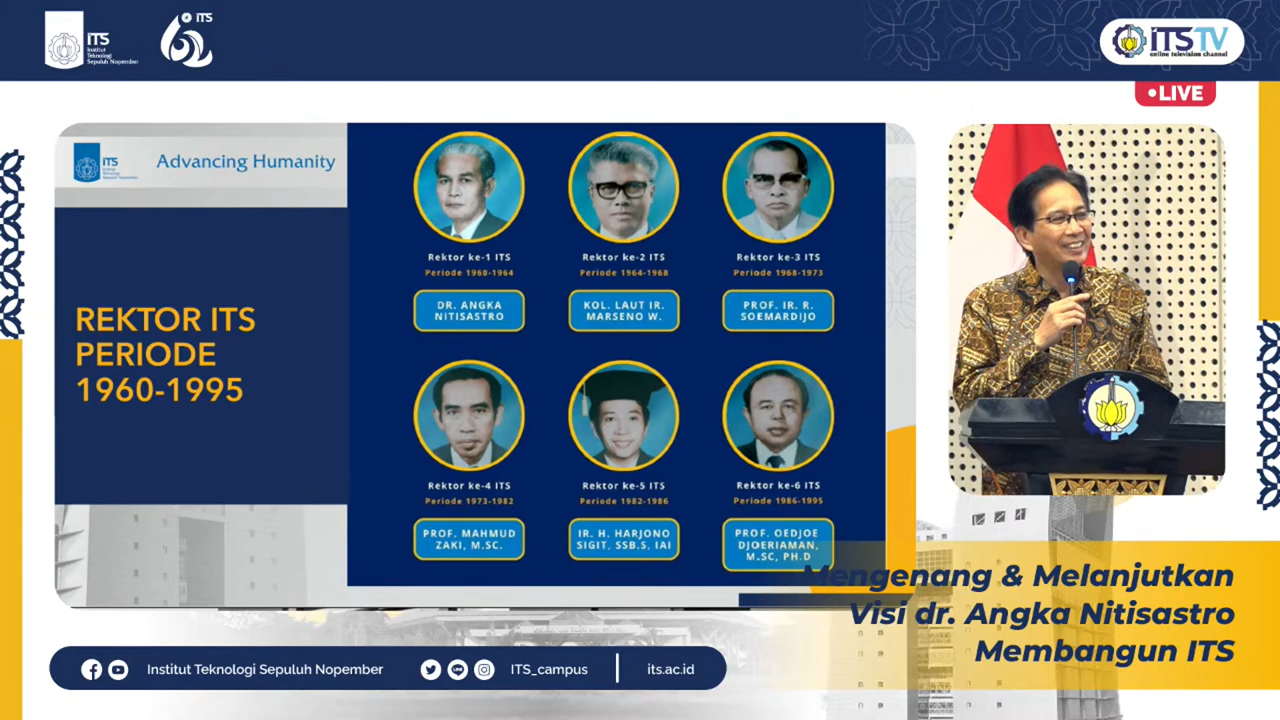 ITS
Institut
Teknologi
Sepuluh Nopember
ITS
iTSTV
online television channel
LIVE
ITS
Institut
Teknologi
Sepuluh Nopember
Advancing Humanity
REKTOR ITS
PERIODE
1960-1995
Rektor ke-1 ITS
Periode 1960-1964
DR. ANGKA
NITISASTRO
Rektor ke-2 ITS
Periode 1964-1968
KOL. LAUT IR.
MARSENO W.
Rektor ke-3 ITS
Periode 1968-1973
PROF. IR. R.
SOEMARDIJO
Rektor ke-4 ITS
Periode 1973-1982
PROF. MAHMUD
ZAKI, M.SC.
Rektor ke-5 ITS
Periode 1982-1986
IR. H. HARJONO
SIGIT, SSB.S, IAI
Rektor ke-6 ITS
Periode 1986-1995
PROF. OEDJOE
DJOERIAMAN,
M.SC, PH.D
Mengenang & Melanjutkan
Visi dr. Angka Nitisastro
Membangun ITS
Institut Teknologi Sepuluh Nopember
ITS_campus
its.ac.id